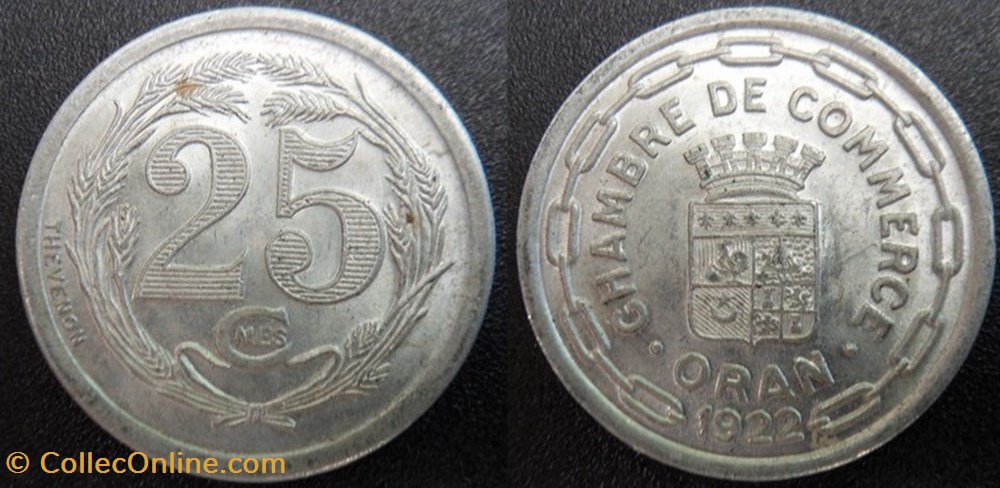 25
CMES
THEVENON
CHAMBRE DE COMMERCE
· ORAN ·
1922
© CollecOnline.com